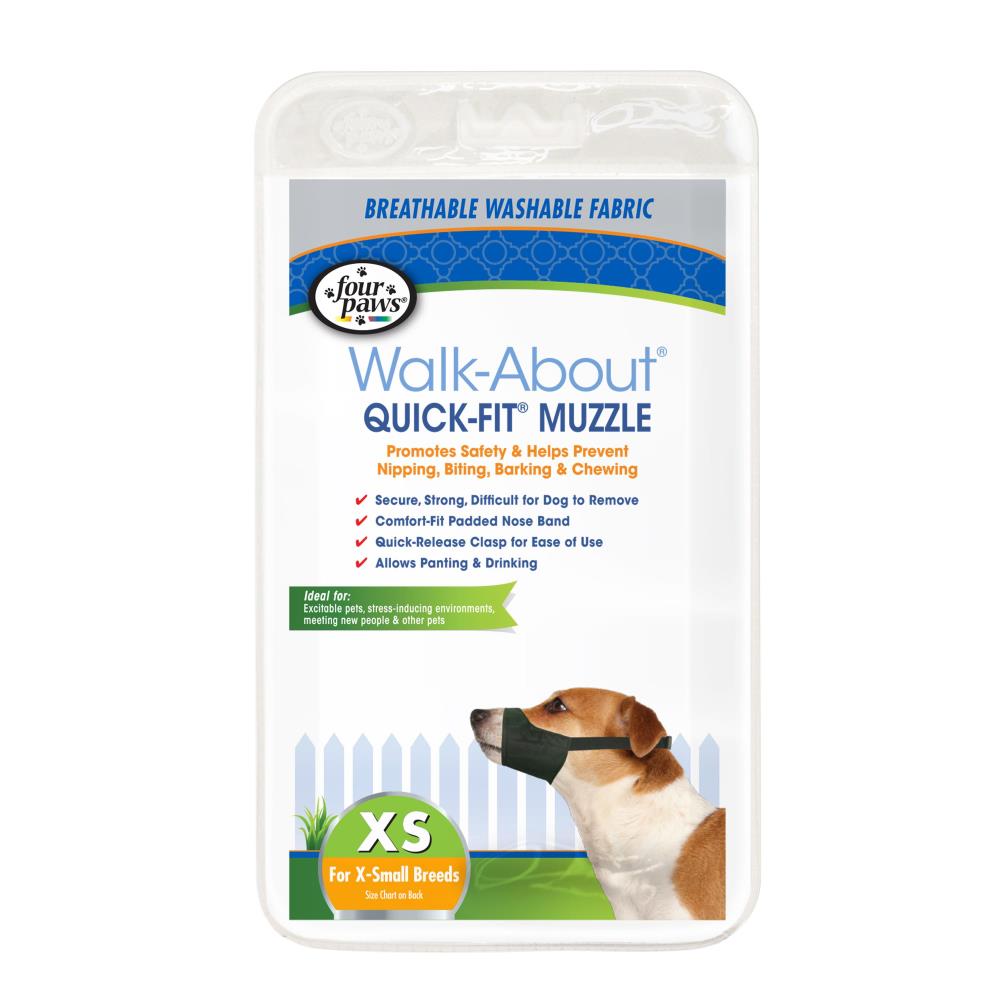 four paws
BREATHABLE WASHABLE FABRIC
four
paws®
Walk-About®
QUICK-FIT® MUZZLE
Promotes Safety & Helps Prevent
Nipping, Biting, Barking & Chewing
✔ Secure, Strong, Difficult for Dog to Remove
✔ Comfort-Fit Padded Nose Band
✔ Quick-Release Clasp for Ease of Use
✔ Allows Panting & Drinking
Ideal for:
Excitable pets, stress-inducing environments,
meeting new people & other pets
XS
For X-Small Breeds
Size Chart on Back